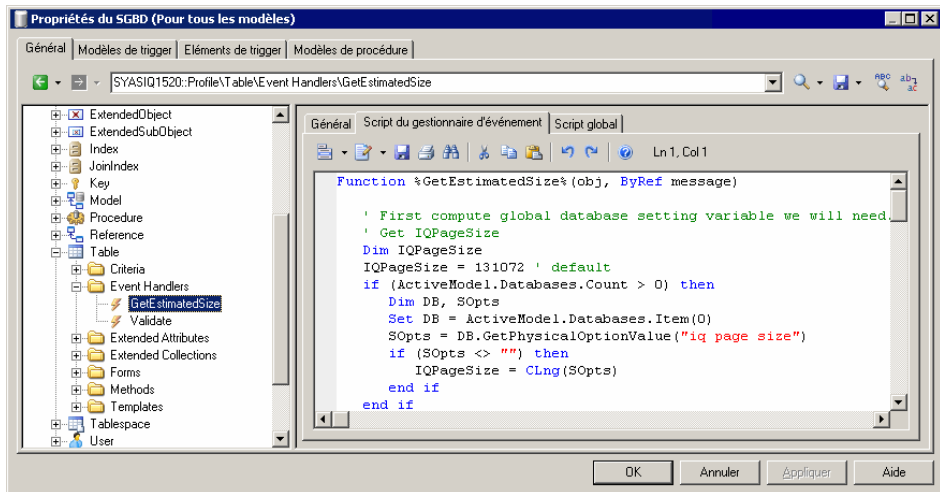 Propriétés du SGBD (Pour tous les modèles)
Général Modèles de trigger Eléments de trigger Modèles de procédure
SYASIQ1520::Profile\Table\Event Handlers\GetEstimatedSize
ExtendedObject
ExtendedSubObject
Index
JoinIndex
Key
Model
Procedure
Reference
Table
Criteria
Event Handlers
GetEstimatedSize
Validate
Extended Attributes
Extended Collections
Forms
Methods
Templates
Tablespace
User
Général Script du gestionnaire d'événement Script global
Ln 1, Col 1
Function %GetEstimatedSize%(obj, ByRef message)
' First compute global database setting variable we will need.
' Get IQPageSize
Dim IQPageSize
IQPageSize = 131072 ' default
if (ActiveModel.Databases.Count > 0) then
Dim DB, SOpts
Set DB = ActiveModel.Databases.Item(0)
SOpts = DB.GetPhysicalOptionValue("iq page size")
if (SOpts <> "") then
IQPageSize = CLng(SOpts)
end if
end if
OK Annuler Appliquer Aide